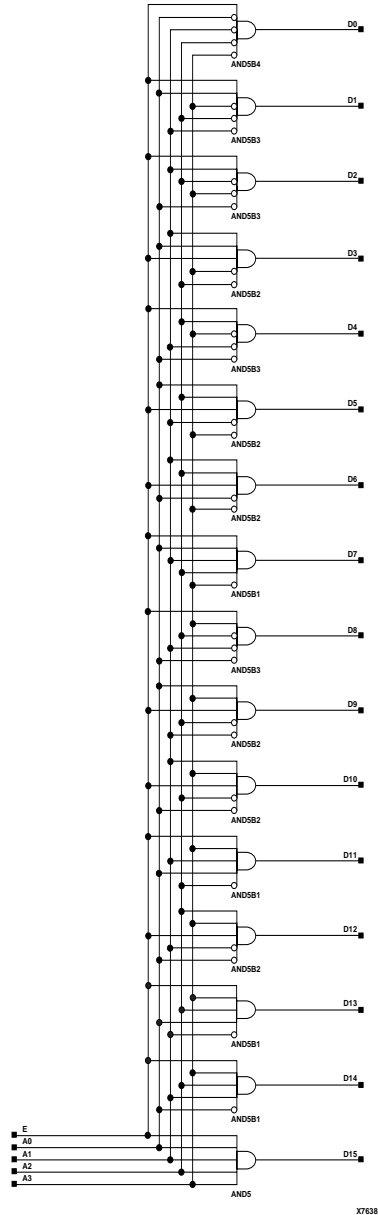 D0
AND5B4
D1
AND5B3
D2
AND5B3
D3
AND5B2
D4
AND5B3
D5
AND5B2
D6
AND5B2
D7
AND5B1
D8
AND5B3
D9
AND5B2
D10
AND5B2
D11
AND5B1
D12
AND5B2
D13
AND5B1
D14
AND5B1
E
A0
A1
D15
A2
A3
AND5
X7638